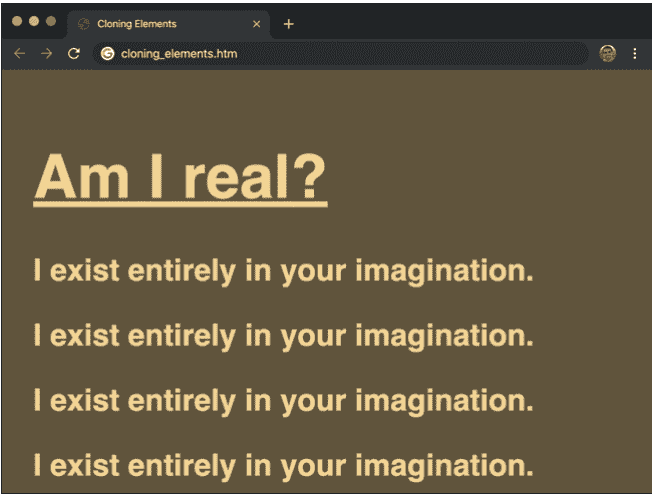 Cloning Elements
cloning_elements.htm
Am I real?
I exist entirely in your imagination.
I exist entirely in your imagination.
I exist entirely in your imagination.
I exist entirely in your imagination.